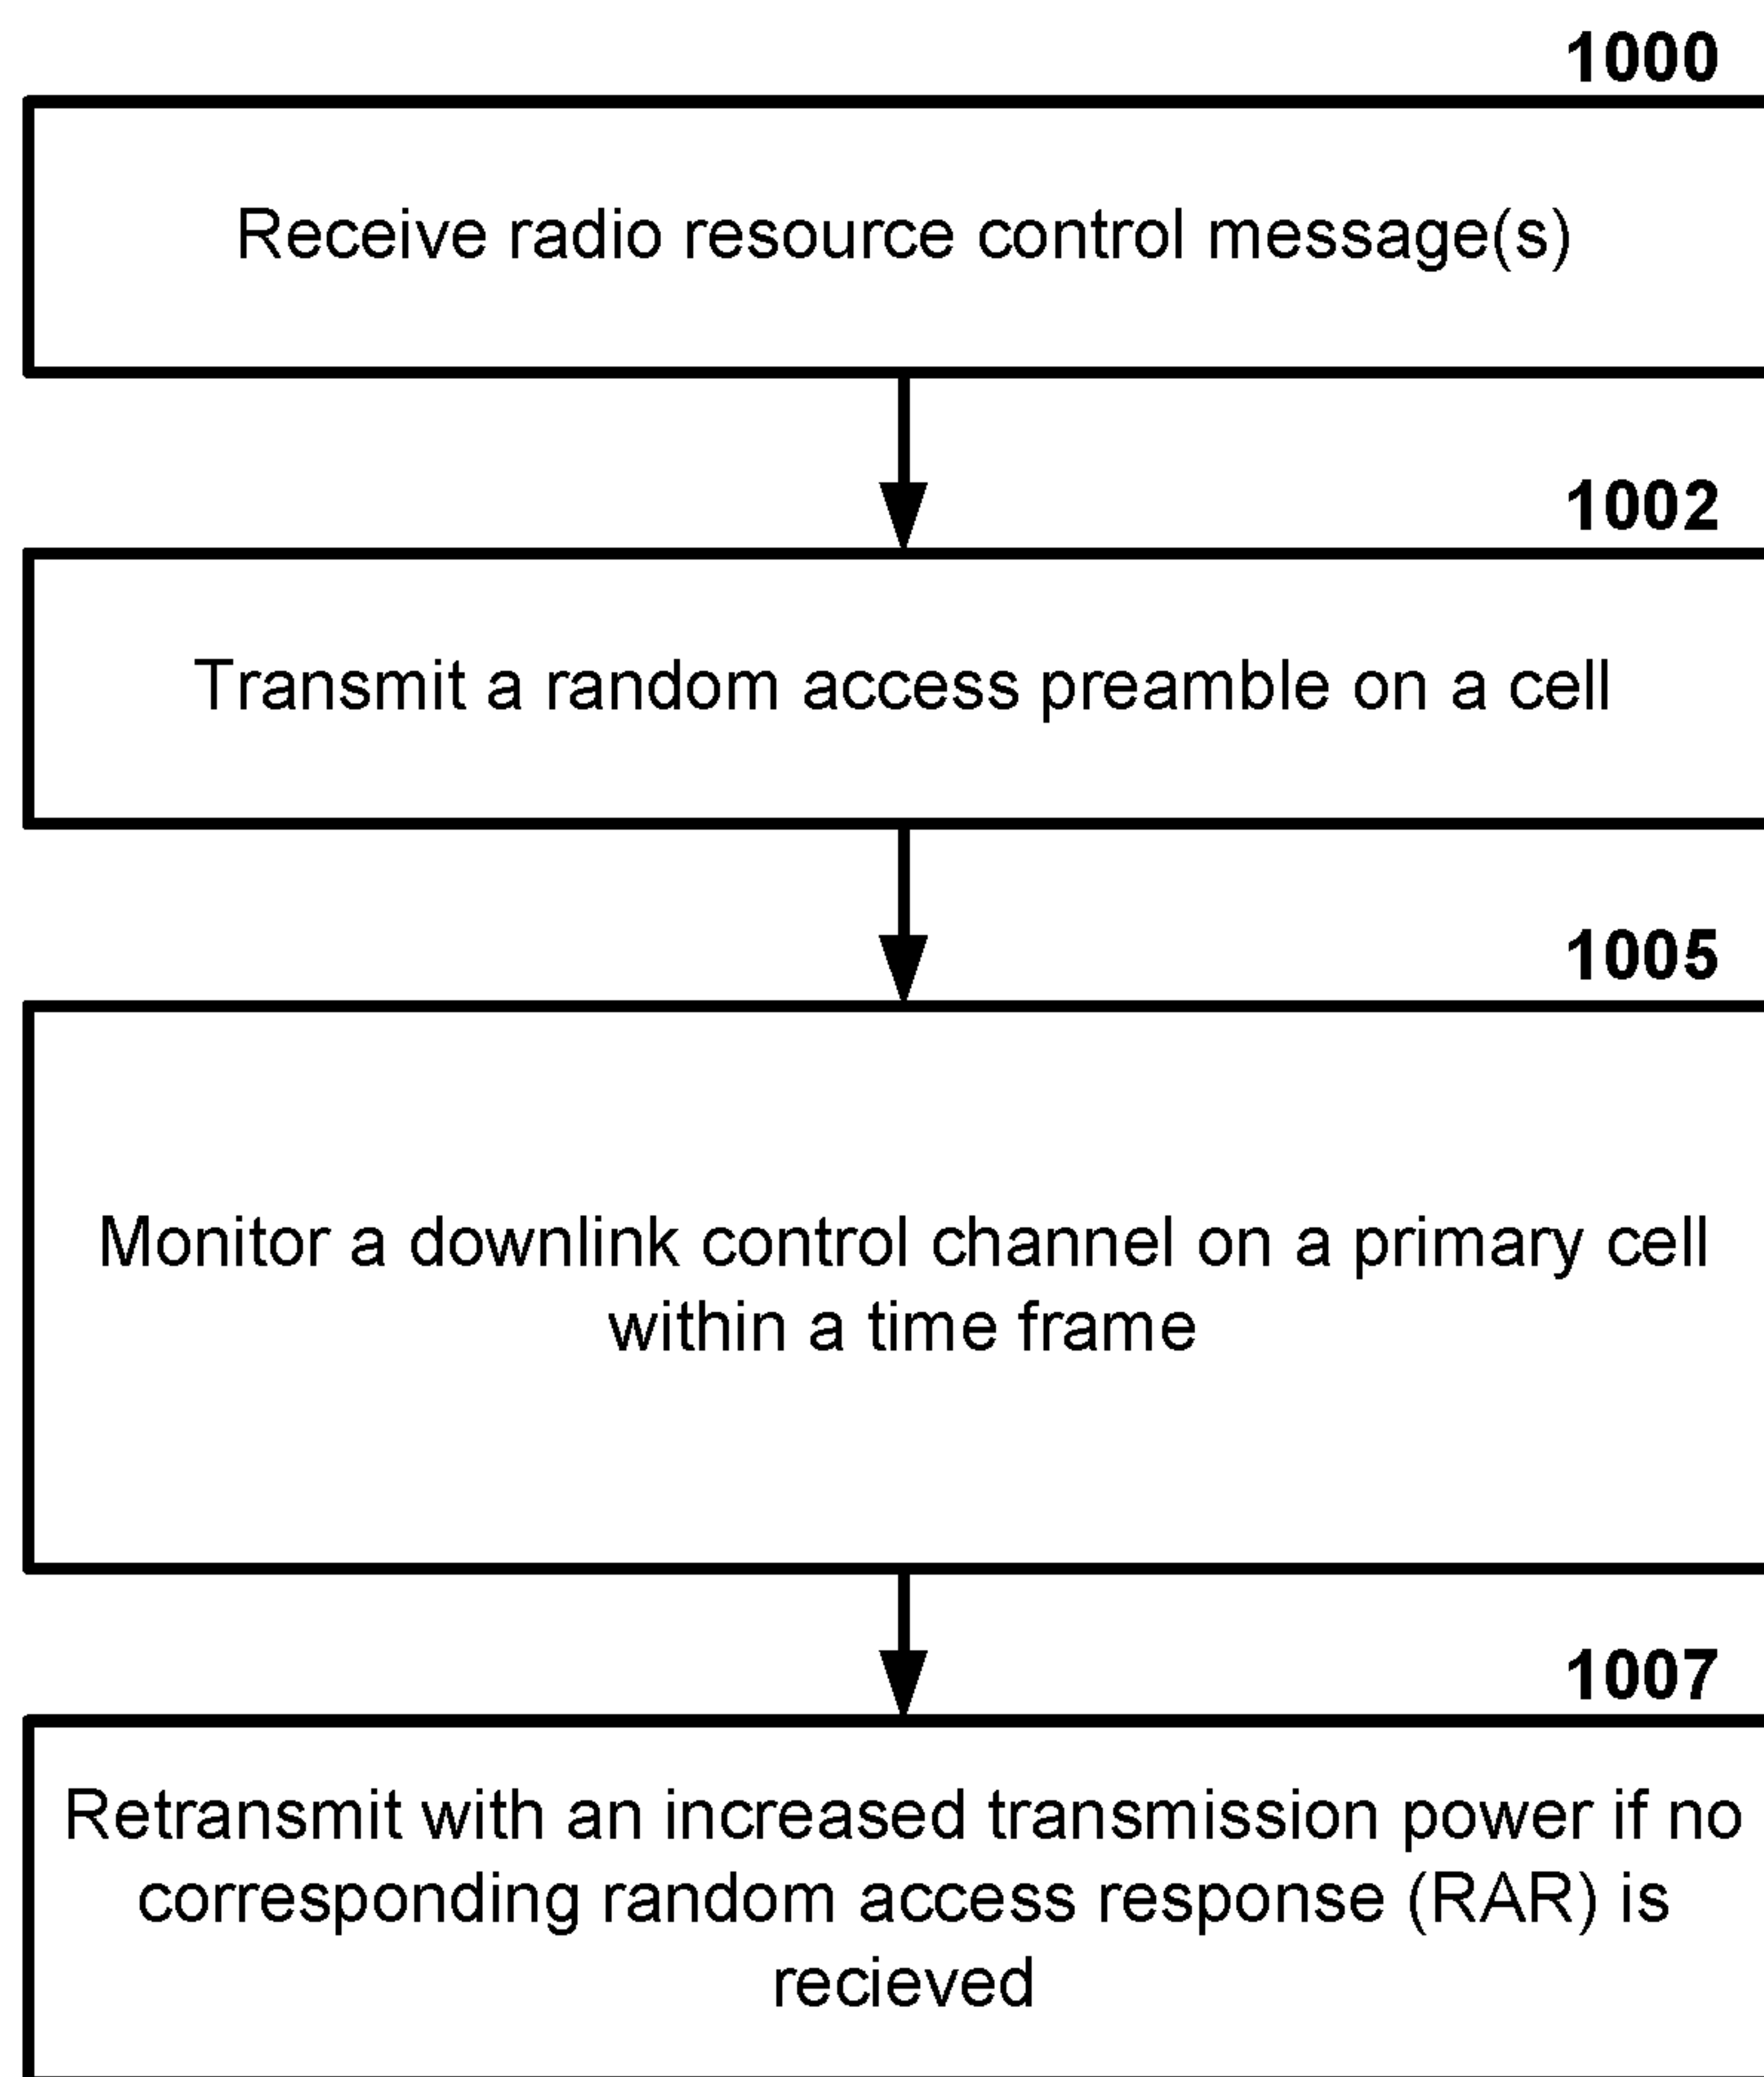 1000
Receive radio resource control message(s)
1002
Transmit a random access preamble on a cell
1005
Monitor a downlink control channel on a primary cell
within a time frame
1007
Retransmit with an increased transmission power if no
corresponding random access response (RAR) is
recieved